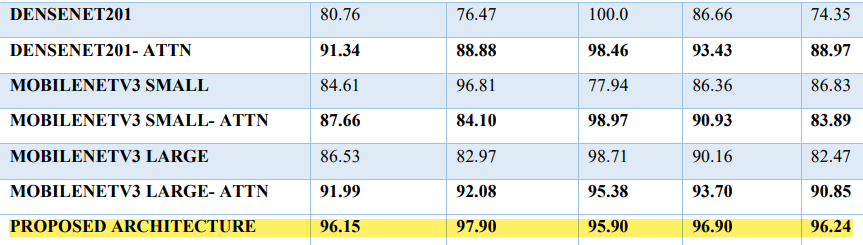 DENSENET201 80.76 76.47 100.0 86.66 74.35
DENSENET201- ATTN 91.34 88.88 98.46 93.43 88.97
MOBILENETV3 SMALL 84.61 96.81 77.94 86.36 86.83
MOBILENETV3 SMALL- ATTN 87.66 84.10 98.97 90.93 83.89
MOBILENETV3 LARGE 86.53 82.97 98.71 90.16 82.47
MOBILENETV3 LARGE- ATTN 91.99 92.08 95.38 93.70 90.85
PROPOSED ARCHITECTURE 96.15 97.90 95.90 96.90 96.24